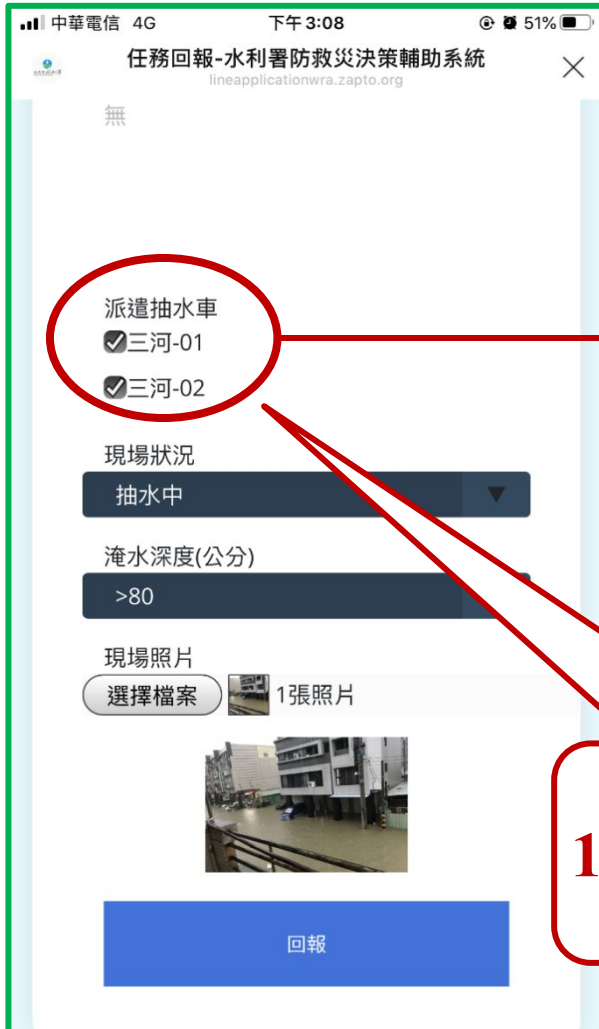 中華電信 4G 下午3:08 51%
任務回報-水利署防救災決策輔助系統
lineapplicationwra.zapto.org
無
派遣抽水車
三河-01
三河-02
現場狀況
抽水中
淹水深度(公分)
>80
現場照片
選擇檔案 1張照片
1
回報